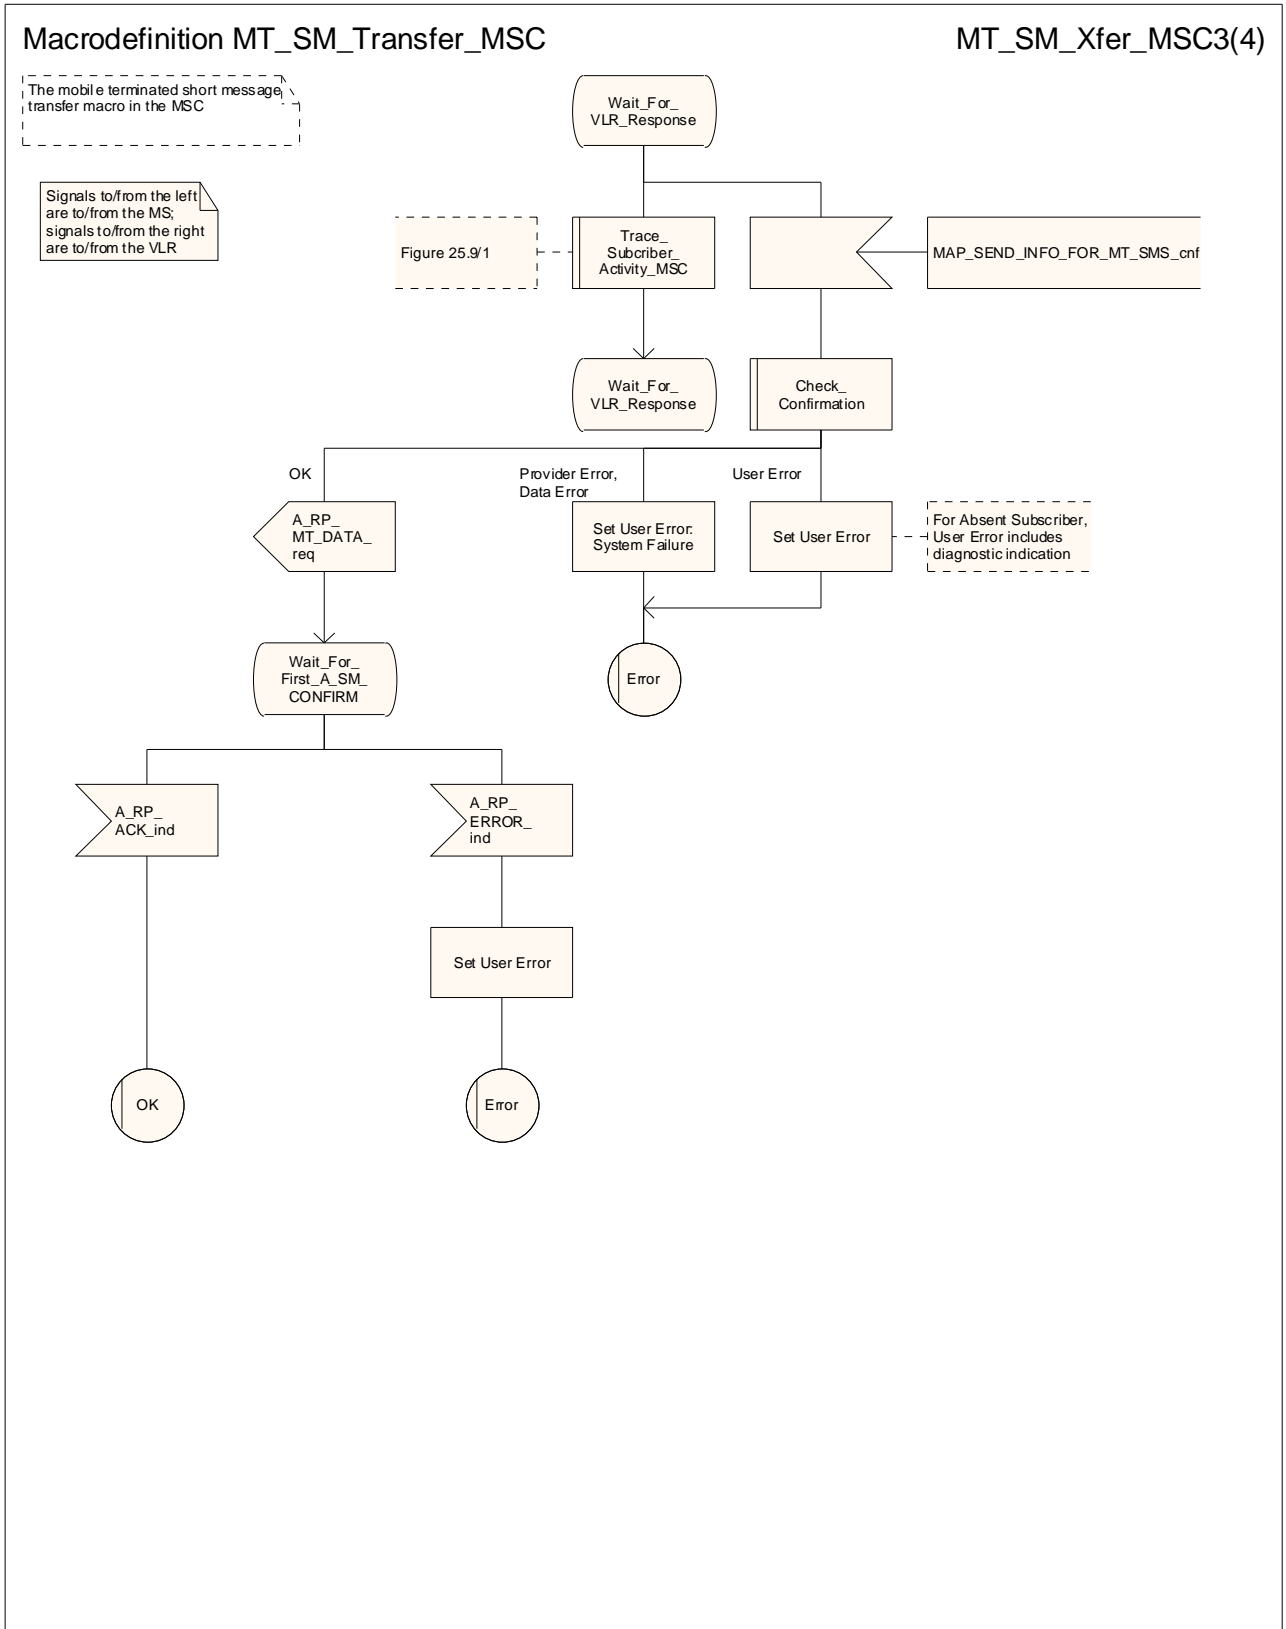 Macrodefinition MT_SM_Transfer_MSC
MT_SM_Xfer_MSC3(4)
The mobile terminated short message
transfer macro in the MSC
Wait_For_
VLR_Response
Signals to/from the left
are to/from the MS;
signals to/from the right
are to/from the VLR
Figure 25.9/1
Trace_
Subcriber_
Activity_MSC
MAP_SEND_INFO_FOR_MT_SMS_cnf
Wait_For_
VLR_Response
Check_
Confirmation
OK
Provider Error,
Data Error
User Error
A_RP_
MT_DATA_
req
Set User Error:
System Failure
Set User Error
For Absent Subscriber,
User Error includes
diagnostic indication
Wait_For_
First_A_SM_
CONFIRM
Error
A_RP_
ACK_ind
A_RP_
ERROR_
ind
Set User Error
OK
Error